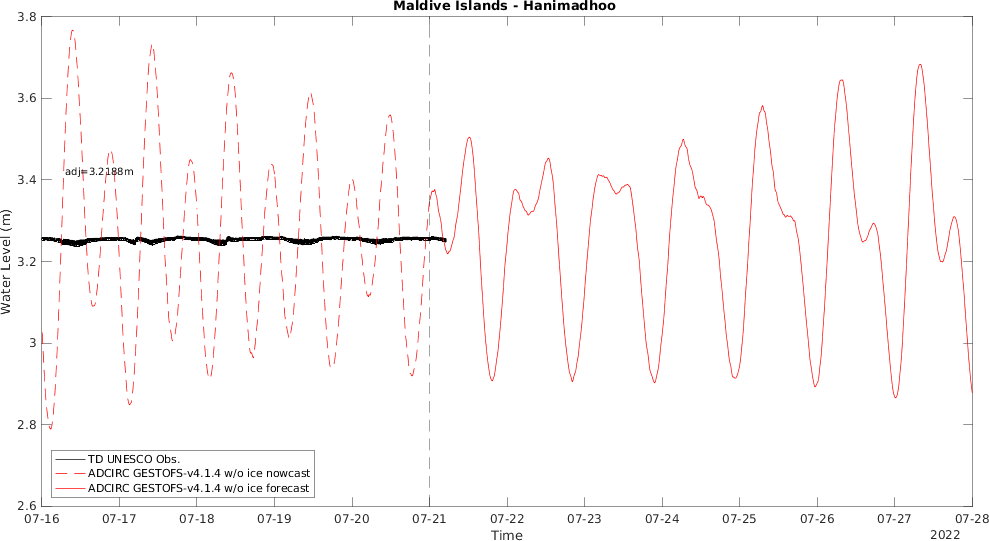 Maldive Islands - Hanimadhoo
3.8
3.6
3.4
3.2
3
2.8
2.6
Water Level (m)
adj=3.2188m
TD UNESCO Obs.
ADCIRC GESTOFS-v4.1.4 w/o ice nowcast
ADCIRC GESTOFS-v4.1.4 w/o ice forecast
07-16 07-17 07-18 07-19 07-20 07-21 07-22 07-23 07-24 07-25 07-26 07-27 07-28
Time
2022